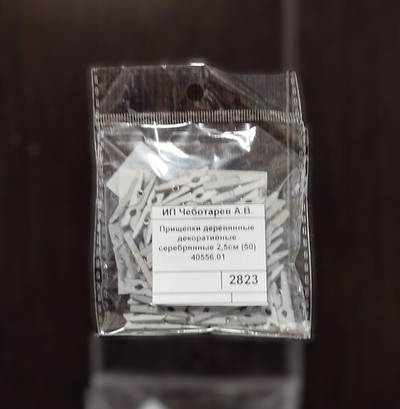 ИП Чеботарев А.В.
Прищепки деревянные
декоративные
серебрянные 2,5см (50)
40556.01
2823